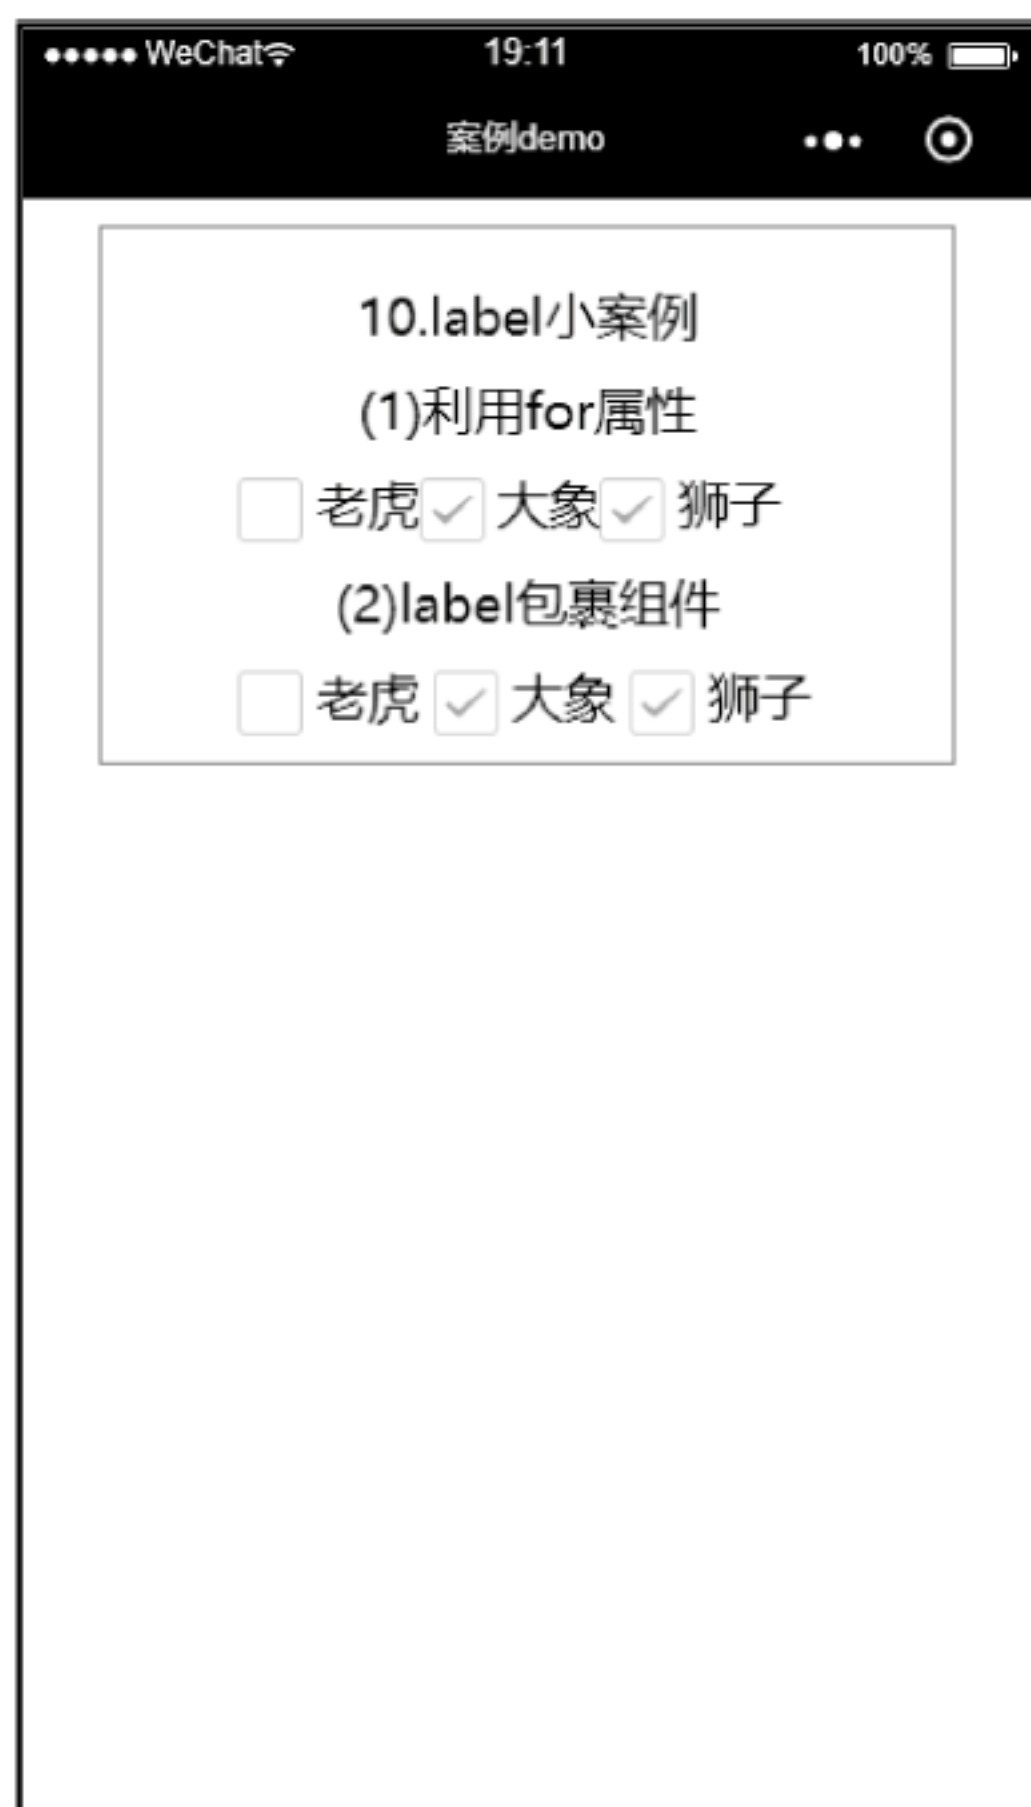 WeChat 19:11 100%
案例demo
10.label小案例
(1)利用for属性
老虎 大象 狮子
(2)label包裹组件
老虎 大象 狮子